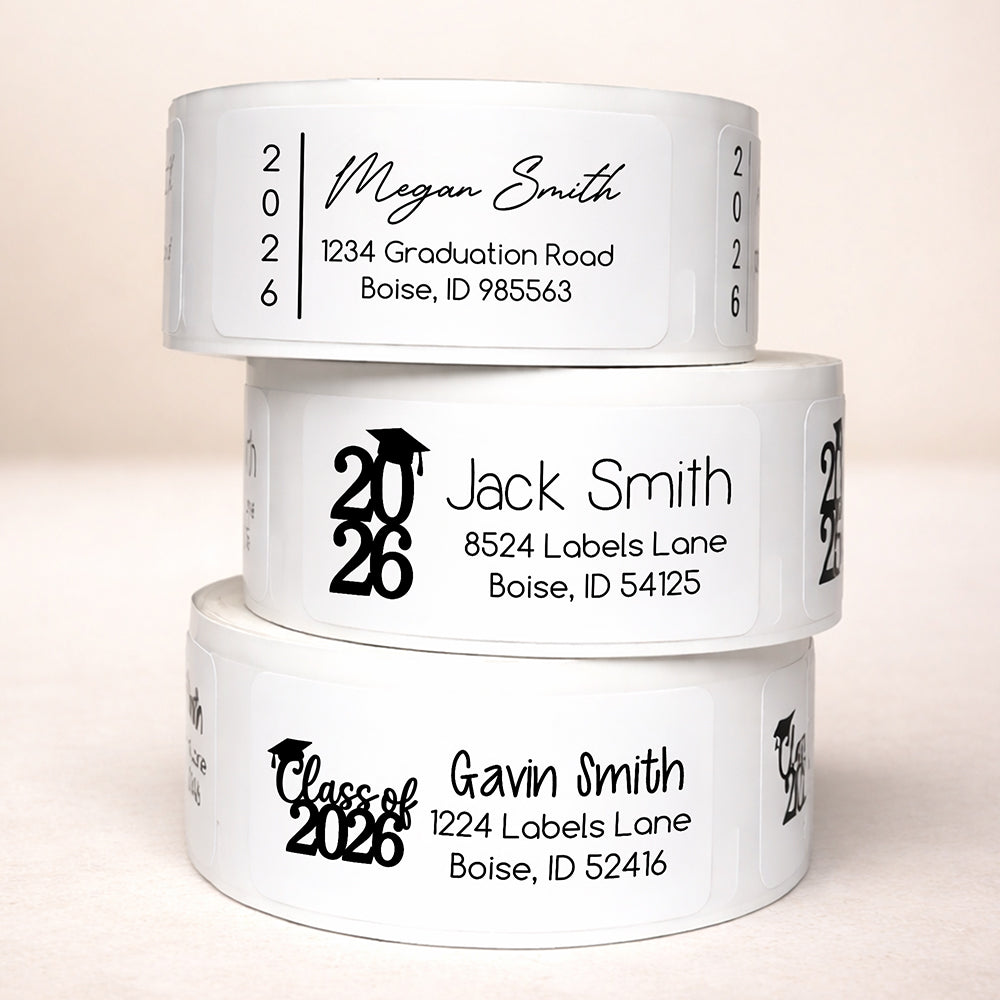 2026
Megan Smith
1234 Graduation Road
Boise, ID 985563
2026
2026
Jack Smith
8524 Labels Lane
Boise, ID 54125
Class of
2026
Gavin Smith
1224 Labels Lane
Boise, ID 52416